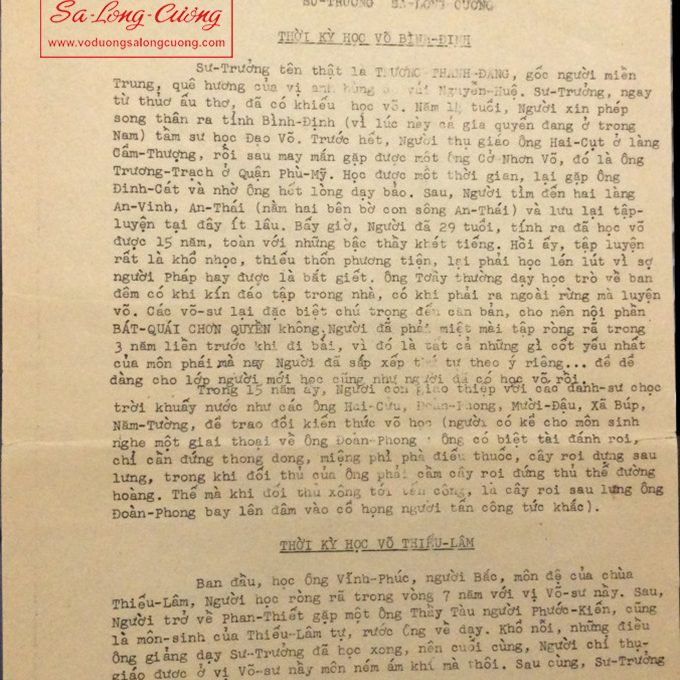 Sa-Long-Cương
www.voduongsalongcuong.com
SƯ-TRƯỞNG SA-LONG CƯƠNG
THỜI KỲ HỌC VÕ BÌNH-ĐỊNH
Sư-Trưởng tên thật là TRƯƠNG-THANH-ĐĂNG, gốc người miền
Trung, quê hương của vị anh hùng vua Nguyễn-Huệ. Sư-Trưởng, ngay
từ thuở ấu thơ, đã có khiếu học võ. Năm 14 tuổi, Người xin phép
song thân ra tỉnh Bình-Định (vì lúc này cả gia quyến đang ở trong
Nam) tầm sư học Đạo Võ. Trước hết, Người thụ giáo Ông Hai-Cụt ở làng
Cẩm-Thượng, rồi sau may mắn gặp được một Ông Cở-Nhơn Võ, đó là Ông
Trương-Trạch ở Quận Phù-Mỹ. Học được một thời gian, lại gặp Ông
Đinh-Cát và nhờ Ông hết lòng dạy bảo. Sau, Người tìm đến hai làng
An-Vinh, An-Thái (nằm hai bên bờ con sông An-Thái) và lưu lại tập-
luyện tại đây ít lâu. Bấy giờ, Người đã 29 tuổi, tính ra đã học võ
được 15 năm, toàn với những bậc thầy khét tiếng. Hồi ấy, tập luyện
rất là khổ nhọc, thiếu thốn phương tiện, lại phải học lén lút vì sợ
người Pháp hay được là bắt giết. Ông Thầy thường dạy học trò về ban
đêm có khi kín đáo tập trong nhà, có khi phải ra ngoài rừng mà luyện
võ. Các võ-sư lại đặc biệt chú trọng đến căn bản, cho nên nội phần
BÁT-QUÁI CHƠN QUYỀN không, Người đã phải miệt mài tập ròng rã trong
3 năm liền trước khi đi bài, vì đó là tất cả những gì cốt yếu nhất
của môn phái mà nay Người đã sắp xếp thứ tự theo ý riêng... để dễ
dàng cho lớp người mới học cũng như người đã có học võ rồi.
Trong 15 năm ấy, Người còn giao thiệp với các danh-sư chọc
trời khuấy nước như các Ông Hai-Cừu, Đoàn-Phong, Mười-Đậu, Xã Búp,
Năm-Tường, để trao đổi kiến thức võ học (người có kể cho môn sinh
nghe một giai thoại về Ông Đoàn-Phong : Ông có biệt tài đánh roi,
chỉ cần đứng thong dong, miệng phì phà điếu thuốc, cây roi dựng sau
lưng, trong khi đối thủ của Ông phải cầm cây roi đứng thủ thế đường
hoàng. Thế mà khi đối thủ xông tới tấn công, là cây roi sau lưng Ông
Đoàn-Phong bay lên đâm vào cổ họng người tấn công tức khắc).
THỜI KỲ HỌC VÕ THIẾU-LÂM
Ban đầu, học Ông Vĩnh-Phúc, người Bắc, môn đệ của chùa
Thiếu-Lâm, Người học ròng rã trong vòng 7 năm với vị Võ-sư nầy. Sau,
Người trở về Phan-Thiết gặp một Ông Thầy Tàu người Phước-Kiến, cũng
là môn-sinh của Thiếu-Lâm tự, rước Ông về dạy. Khổ nỗi, những điều
Ông giảng dạy Sư-Trưởng đã học xong, nên cuối cùng, Người chỉ thụ-
giáo được ở vị Võ-sư nầy môn ném ám khí mà thôi. Sau cùng, Sư-Trưởng